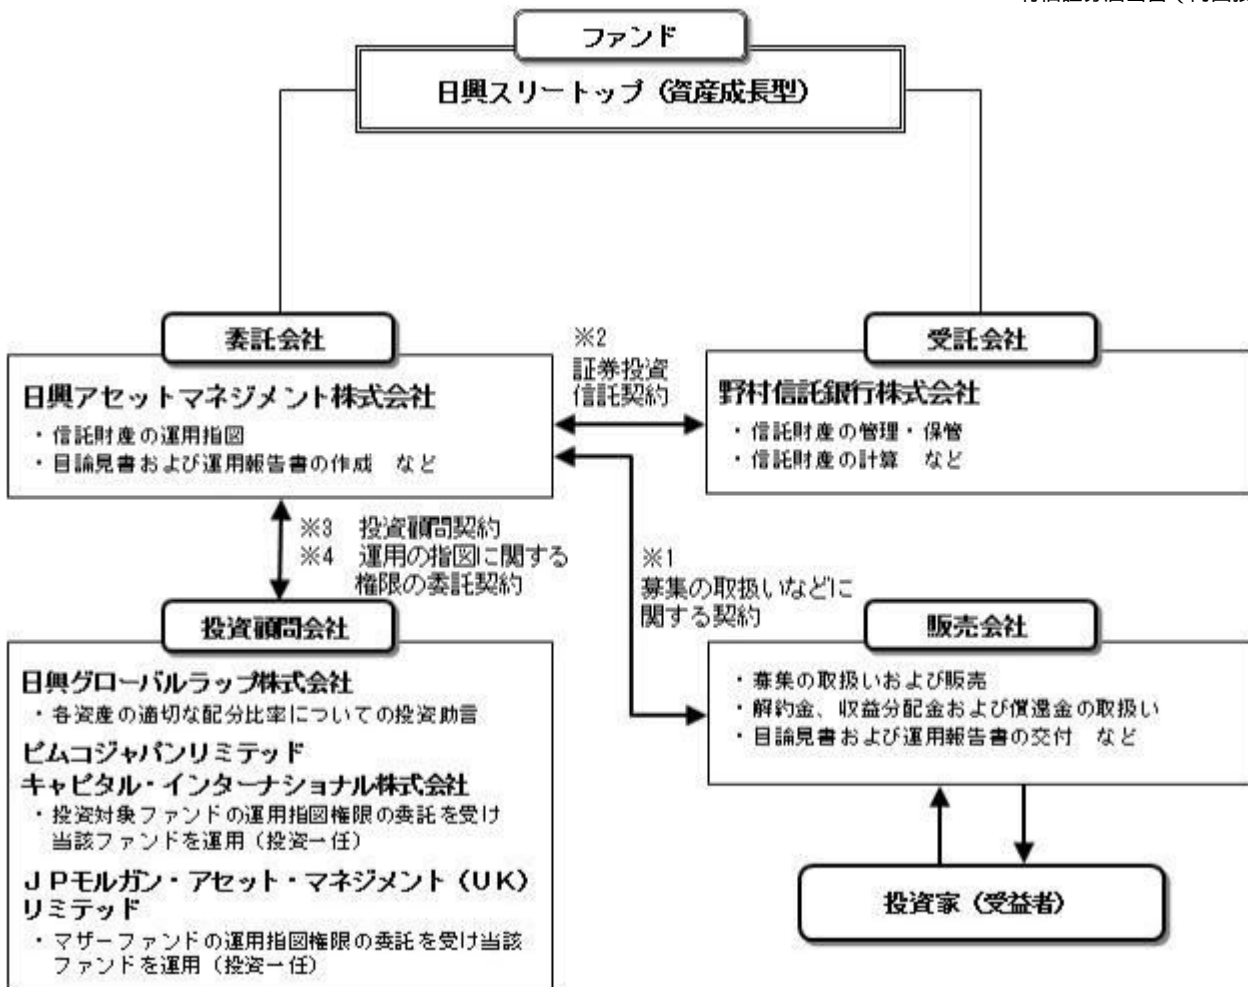 ファンド
日興スリートップ（資産成長型）
委託会社
日興アセットマネジメント株式会社
・信託財産の運用指図
・目論見書および運用報告書の作成　など
※2
証券投資
信託契約
受託会社
野村信託銀行株式会社
・信託財産の管理・保管
・信託財産の計算　など
※3　投資顧問契約
※4　運用の指図に関する
権限の委託契約
※1
募集の取扱いなどに
関する契約
投資顧問会社
日興グローバルラップ株式会社
・各資産の適切な配分比率についての投資助言
ピムコジャパンリミテッド
キャピタル・インターナショナル株式会社
・投資対象ファンドの運用指図権限の委託を受け
当該ファンドを運用（投資一任）
ＪＰモルガン・アセット・マネジメント（ＵＫ）
リミテッド
・マザーファンドの運用指図権限の委託を受け当該
ファンドを運用（投資一任）
販売会社
・募集の取扱いおよび販売
・解約金、収益分配金および償還金の取扱い
・目論見書および運用報告書の交付　など
投資家（受益者）